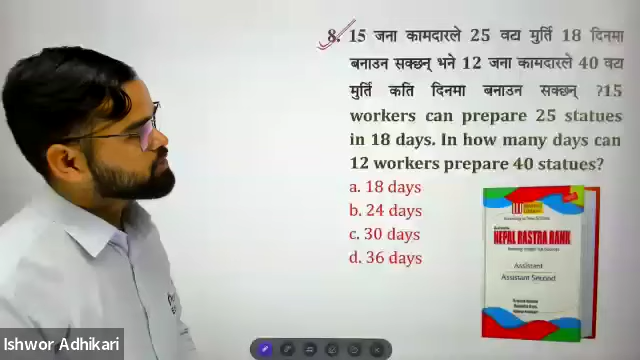 8. 15 जना कामदारले 25 वटा मुर्ति 18 दिनमा
बनाउन सक्छन् भने 12 जना कामदारले 40 वटा
मुर्ति कति दिनमा बनाउन सक्छन् ?15
workers can prepare 25 statues
in 18 days. In how many days can
12 workers prepare 40 statues?
a. 18 days
b. 24 days
c. 30 days
d. 36 days
NEPAL RASTRA BANK
Assistant
Assistant Second
Ishwor Adhikari